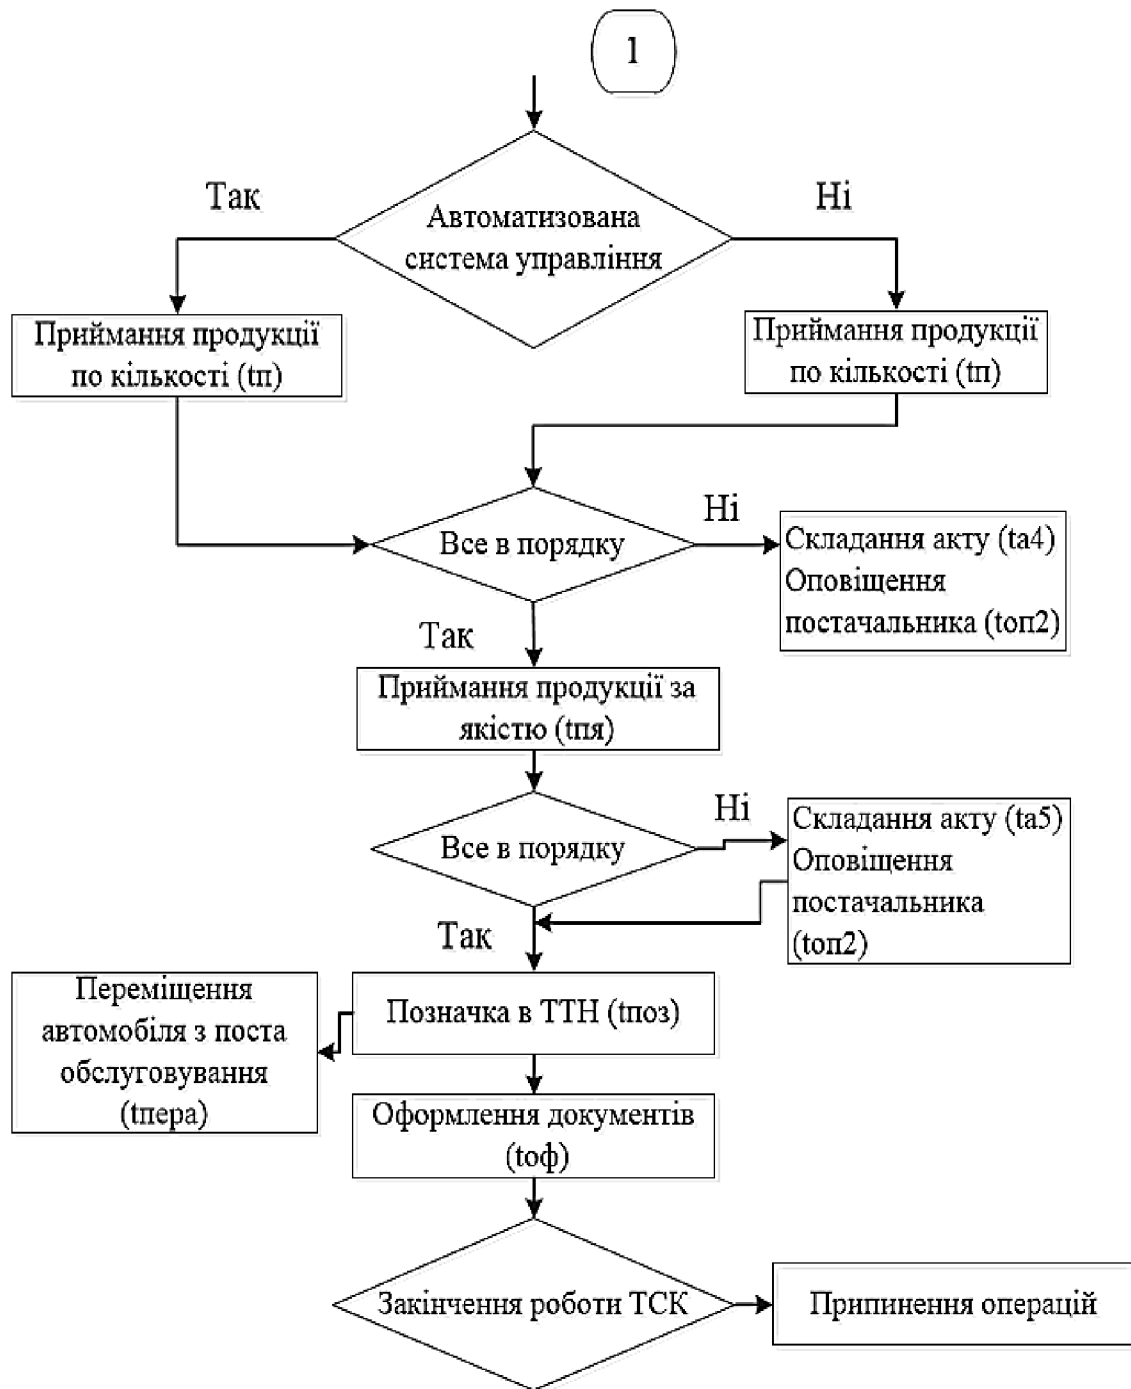 1
Так
Ні
Автоматизована
система управління
Приймання продукції
по кількості (tп)
Приймання продукції
по кількості (tп)
Все в порядку
Ні
Складання акту (ta4)
Оповіщення
постачальника (tоп2)
Так
Приймання продукції за
якістю (tпя)
Все в порядку
Ні
Складання акту (ta5)
Оповіщення
постачальника
(tоп2)
Так
Переміщення
автомобіля з поста
обслуговування
(tпера)
Позначка в ТТН (tпоз)
Оформлення документів
(tоф)
Закінчення роботи ТСК
Припинення операцій